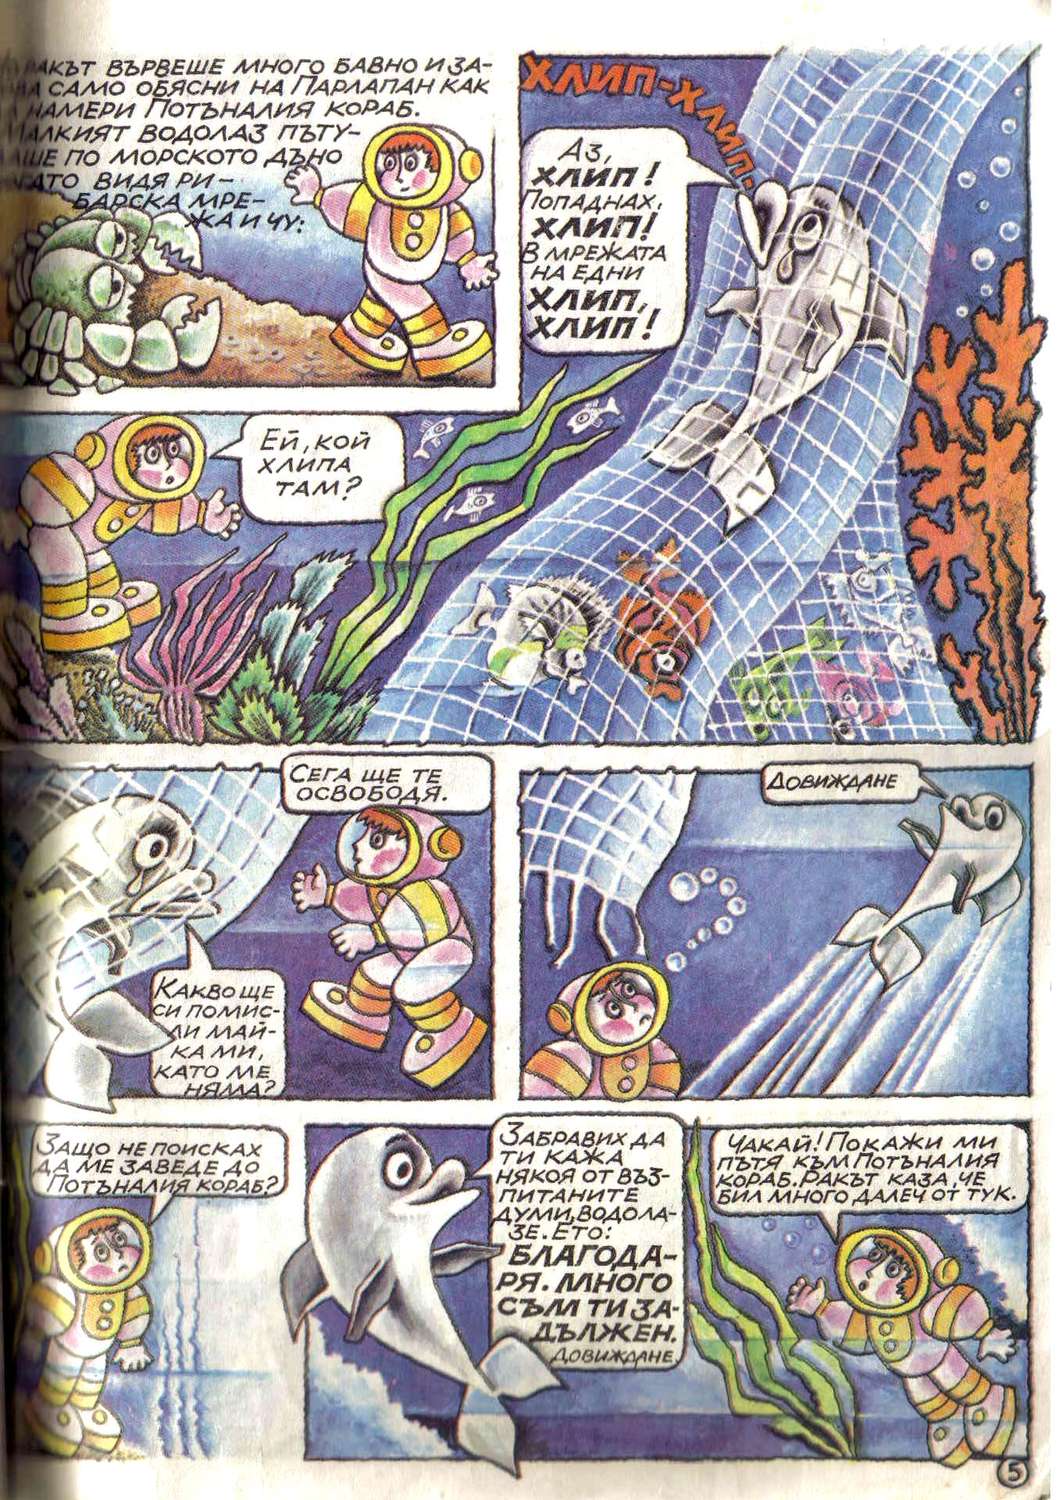 РАКЪТ ВЪРВЕШЕ МНОГО БАВНО И ЗА-
САМО ОБЯСНИ НА ПАРЛАПАН КАК
НАМЕРИ ПОТЪНАЛИЯ КОРАБ.
МАЛКИЯТ ВОДОЛАЗ ПЪТУ-
ВАШЕ ПО МОРСКОТО ДЪНО
КАТО ВИДЯ РИ-
БАРСКА МРЕ-
ЖА И ЧУ:
ХЛИП-ХЛИП-
АЗ,
ХЛИП!
ПОПАДНАХ,
ХЛИП!
В МРЕЖАТА
НА ЕДНИ
ХЛИП,
ХЛИП!
ЕЙ, КОЙ
ХЛИПА
ТАМ?
СЕГА ЩЕ ТЕ
ОСВОБОДЯ.
КАКВО ЩЕ
СИ ПОМИС-
ЛИ МАЙ-
КА МИ,
КАТО МЕ
НЯМА?
ДОВИЖДАНЕ
ЗАЩО НЕ ПОИСКАХ
ДА МЕ ЗАВЕДЕ ДО
ПОТЪНАЛИЯ КОРАБ?
ЗАБРАВИХ ДА
ТИ КАЖА
НЯКОЯ ОТ ВЪЗ-
ПИТАНИТЕ
ДУМИ, ВОДОЛА-
ЗЕ. ЕТО:
БЛАГОДА-
РЯ. МНОГО
СЪМ ТИ ЗА-
ДЪЛЖЕН.
ДОВИЖДАНЕ.
ЧАКАЙ! ПОКАЖИ МИ
ПЪТЯ КЪМ ПОТЪНАЛИЯ
КОРАБ. РАКЪТ КАЗА, ЧЕ
БИЛ МНОГО ДАЛЕЧ ОТ ТУК.
5